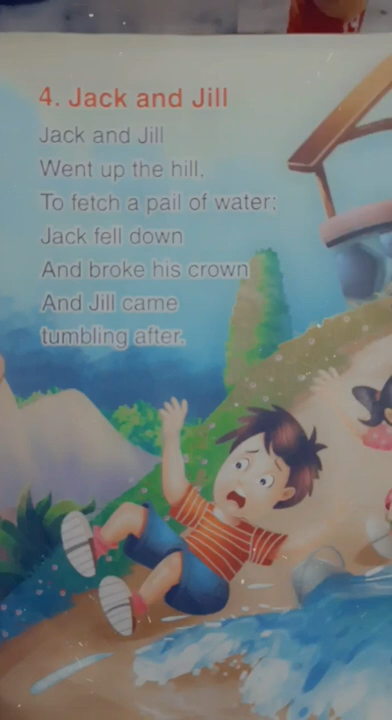 4. Jack and Jill
Jack and Jill
Went up the hill,
To fetch a pail of water;
Jack fell down
And broke his crown
And Jill came
tumbling after.